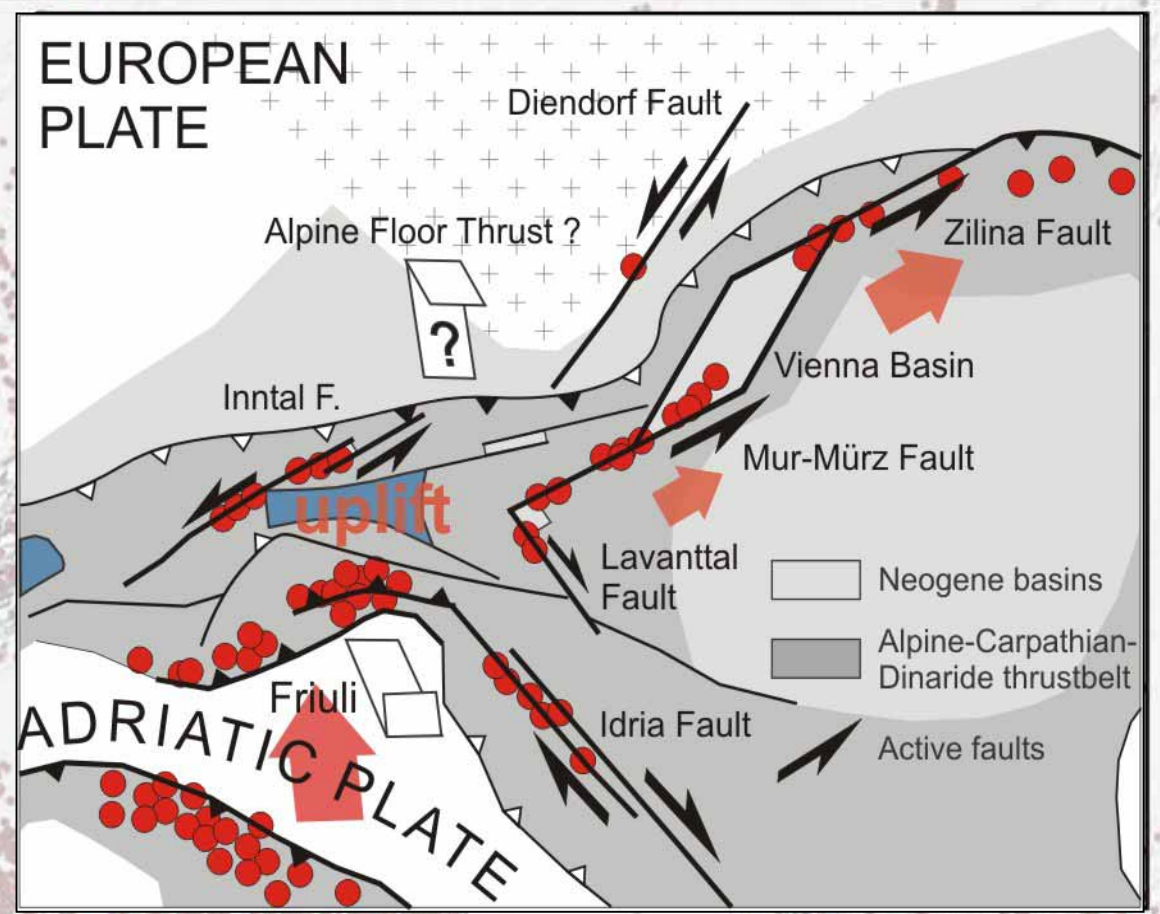 EUROPEAN
PLATE
Diendorf Fault
Alpine Floor Thrust ?
Zilina Fault
?
Vienna Basin
Inntal F.
Mur-Mürz Fault
uplift
Lavanttal
Fault
Neogene basins
Alpine-Carpathian-
Dinaride thrustbelt
Friuli
Idria Fault
Active faults
ADRIATIC PLATE